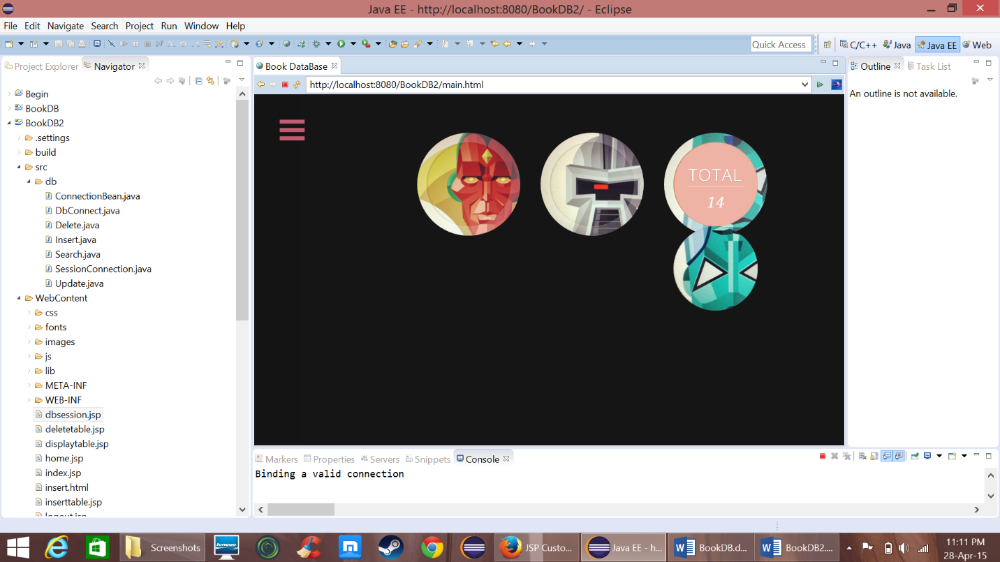 Java EE - http://localhost:8080/BookDB2/ - Eclipse
File Edit Navigate Search Project Run Window Help
Quick Access
C/C++ Java Java EE Web
Project Explorer Navigator
Begin
BookDB
BookDB2
.settings
build
src
db
ConnectionBean.java
DbConnect.java
Delete.java
Insert.java
Search.java
SessionConnection.java
Update.java
WebContent
css
fonts
images
js
lib
META-INF
WEB-INF
dbsession.jsp
deletetable.jsp
displaytable.jsp
home.jsp
index.jsp
insert.html
inserttable.jsp
logout.jsp
Book DataBase
http://localhost:8080/BookDB2/main.html
TOTAL
14
Outline Task List
An outline is not available.
Markers Properties Servers Snippets Console
Binding a valid connection
Screenshots
lenovo
JSP Custo...
Java EE - h...
BookDB.d...
BookDB2....
11:11 PM
28-Apr-15